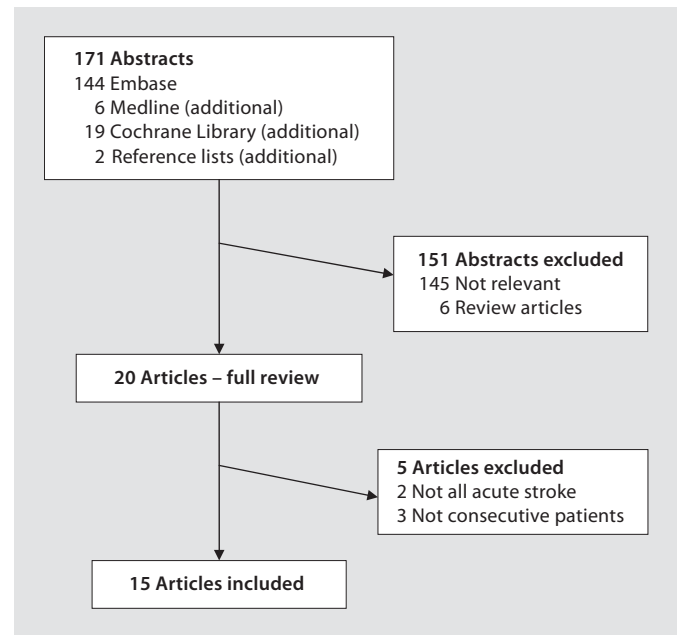 171 Abstracts
144 Embase
6 Medline (additional)
19 Cochrane Library (additional)
2 Reference lists (additional)
151 Abstracts excluded
145 Not relevant
6 Review articles
20 Articles – full review
5 Articles excluded
2 Not all acute stroke
3 Not consecutive patients
15 Articles included